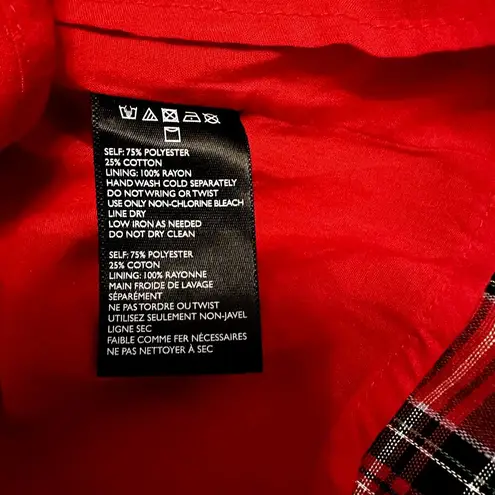 SELF: 75% POLYESTER
25% COTTON
LINING: 100% RAYON
HAND WASH COLD SEPARATELY
DO NOT WRING OR TWIST
USE ONLY NON-CHLORINE BLEACH
LINE DRY
LOW IRON AS NEEDED
DO NOT DRY CLEAN
SELF: 75% POLYESTER
25% COTTON
LINING: 100% RAYONNE
MAIN FROIDE DE LAVAGE
SÉPARÉMENT
NE PAS TORDRE OU TWIST
UTILISEZ SEULEMENT NON-JAVEL
LIGNE SEC
FAIBLE COMME FER NÉCESSAIRES
NE PAS NETTOYER À SEC